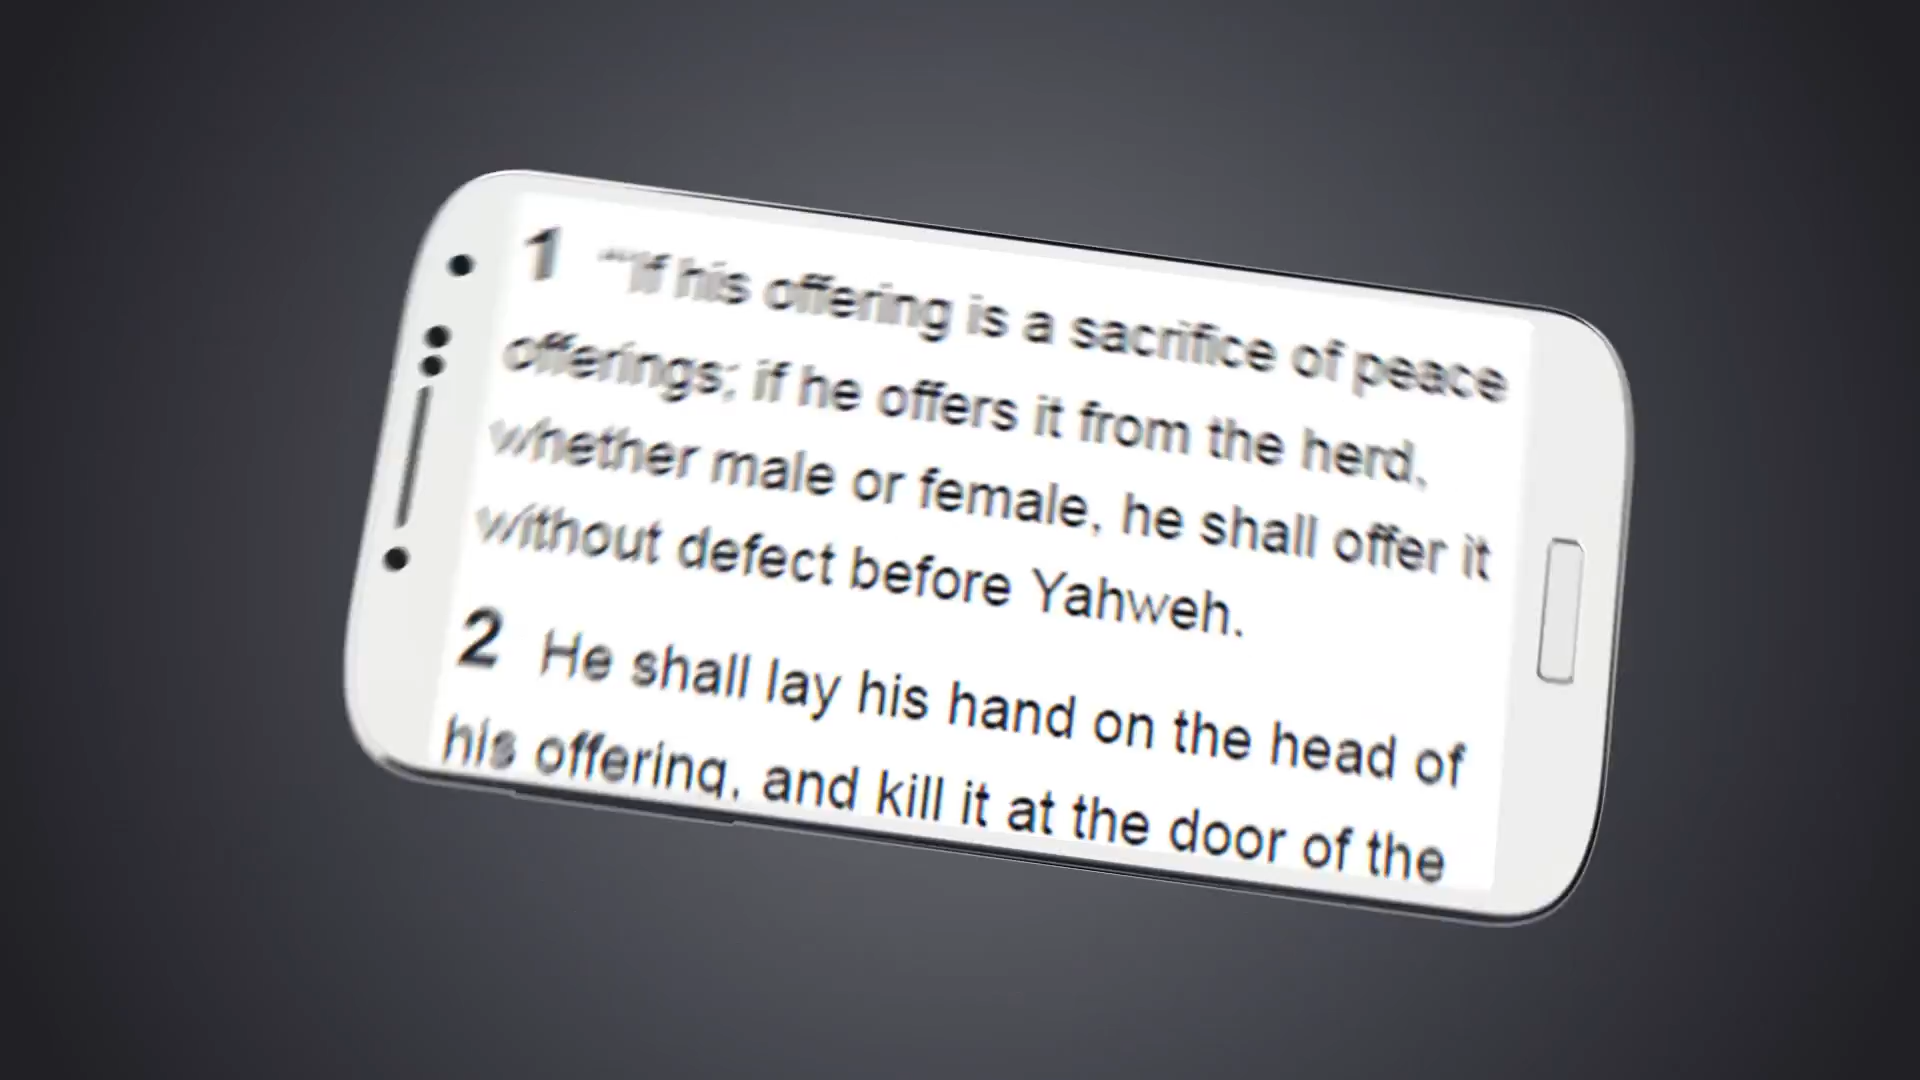 1 "'If his offering is a sacrifice of peace
offerings; if he offers it from the herd,
whether male or female, he shall offer it
without defect before Yahweh.
2 He shall lay his hand on the head of
his offering, and kill it at the door of the